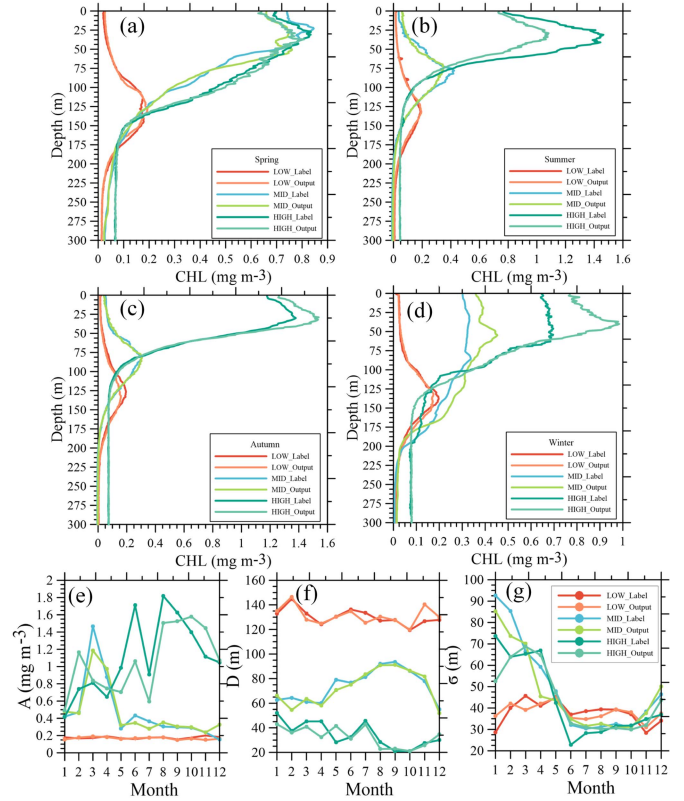 (a)
0
25
50
75
100
125
150
175
200
225
250
275
300
Depth (m)
Spring
LOW_Label
LOW_Output
MID_Label
MID_Output
HIGH_Label
HIGH_Output
0 0.1 0.2 0.3 0.4 0.5 0.6 0.7 0.8 0.9
CHL (mg m-3)
(b)
0
25
50
75
100
125
150
175
200
225
250
275
300
Depth (m)
Summer
LOW_Label
LOW_Output
MID_Label
MID_Output
HIGH_Label
HIGH_Output
0 0.2 0.4 0.6 0.8 1 1.2 1.4 1.6
CHL (mg m-3)
(c)
0
25
50
75
100
125
150
175
200
225
250
275
300
Depth (m)
Autumn
LOW_Label
LOW_Output
MID_Label
MID_Output
HIGH_Label
HIGH_Output
0 0.2 0.4 0.6 0.8 1 1.2 1.4 1.6
CHL (mg m-3)
(d)
0
25
50
75
100
125
150
175
200
225
250
275
300
Depth (m)
Winter
LOW_Label
LOW_Output
MID_Label
MID_Output
HIGH_Label
HIGH_Output
0 0.1 0.2 0.3 0.4 0.5 0.6 0.7 0.8 0.9 1
CHL (mg m-3)
(e)
2
1.8
1.6
1.4
1.2
1
0.8
0.6
0.4
0.2
0
A (mg m-3)
1 2 3 4 5 6 7 8 9 10 11 12
Month
(f)
160
140
120
100
80
60
40
20
D (m)
1 2 3 4 5 6 7 8 9 10 11 12
Month
(g)
100
90
80
70
60
50
40
30
20
σ (m)
LOW_Label
LOW_Output
MID_Label
MID_Output
HIGH_Label
HIGH_Output
1 2 3 4 5 6 7 8 9 10 11 12
Month